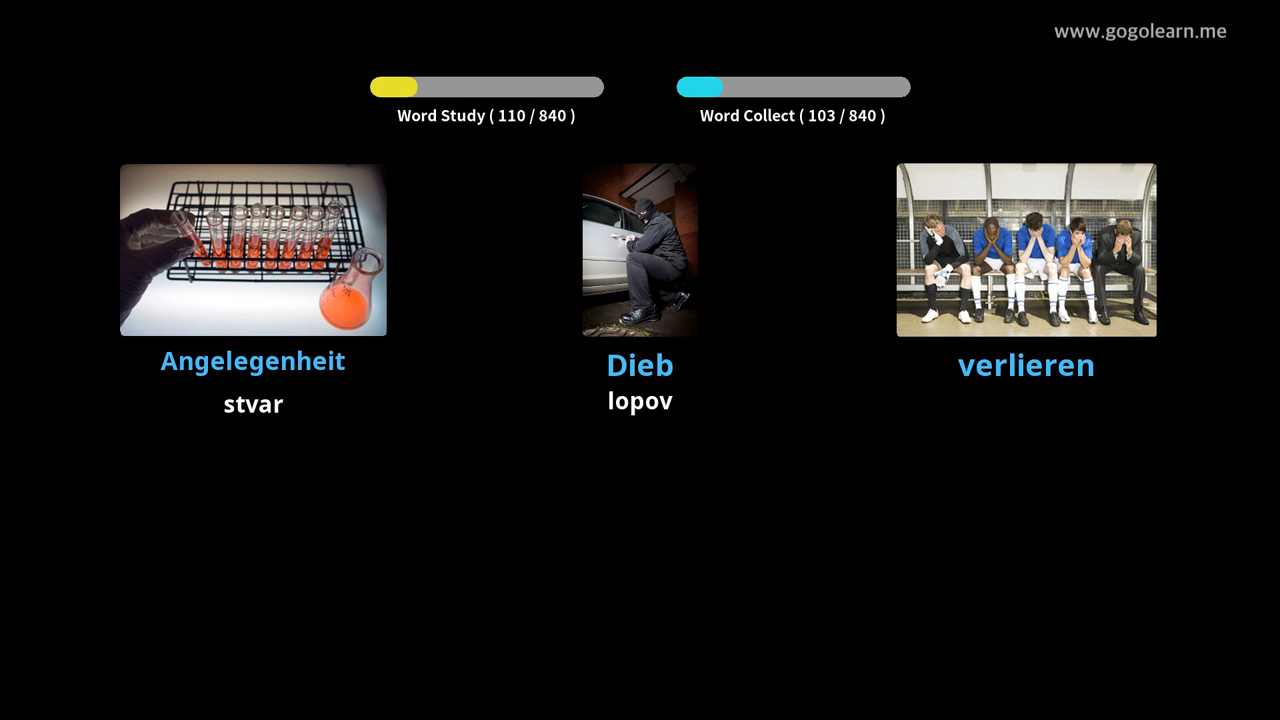 www.gogolearn.me
Word Study ( 110 / 840 )
Word Collect ( 103 / 840 )
Angelegenheit
stvar
Dieb
lopov
verlieren